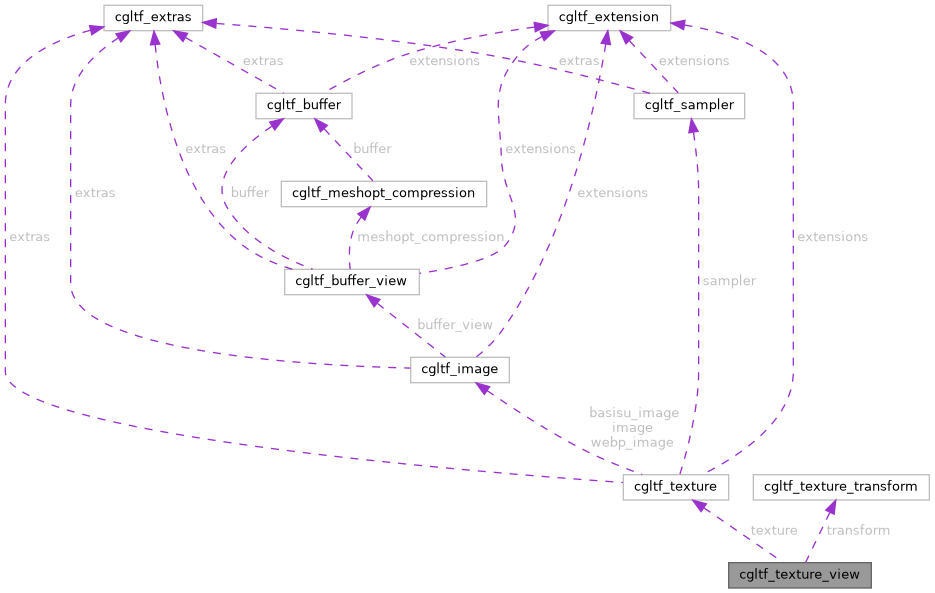 cgltf_extras
cgltf_extension
extras
extensions
extras
extensions
cgltf_buffer
cgltf_sampler
extras
buffer
extensions
extras
buffer
cgltf_meshopt_compression
extensions
extras
meshopt_compression
extensions
cgltf_buffer_view
sampler
buffer_view
cgltf_image
basisu_image
image
webp_image
cgltf_texture
cgltf_texture_transform
texture
transform
cgltf_texture_view